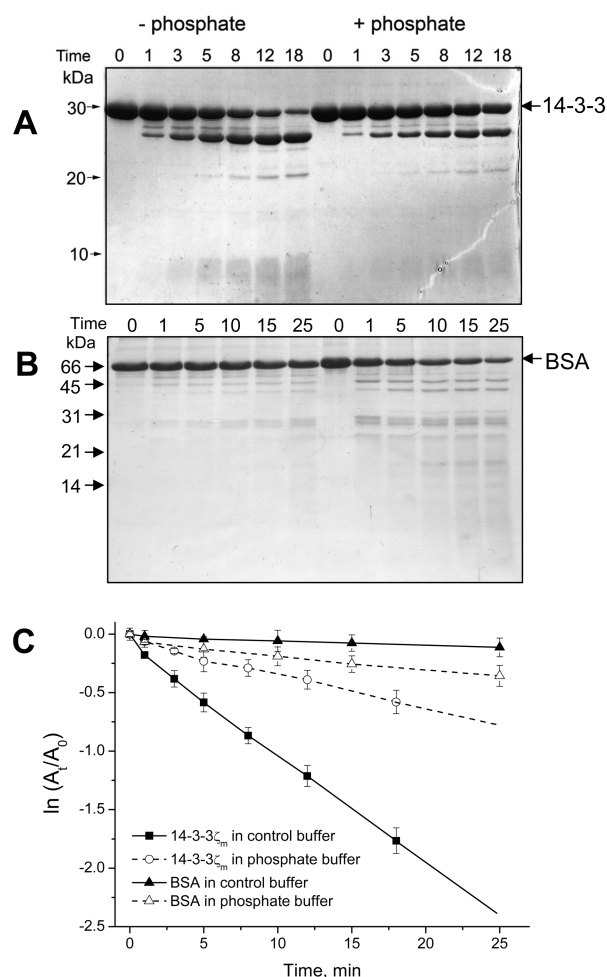 - phosphate + phosphate
Time 0 1 3 5 8 12 18 0 1 3 5 8 12 18
kDa
A
30
14-3-3
20
10
Time 0 1 5 10 15 25 0 1 5 10 15 25
kDa
B
66
BSA
45
31
21
14
C
0.0
-0.5
-1.0
-1.5
-2.0
-2.5
ln (At/A0)
14-3-3ζm in control buffer
14-3-3ζm in phosphate buffer
BSA in control buffer
BSA in phosphate buffer
0 5 10 15 20 25
Time, min